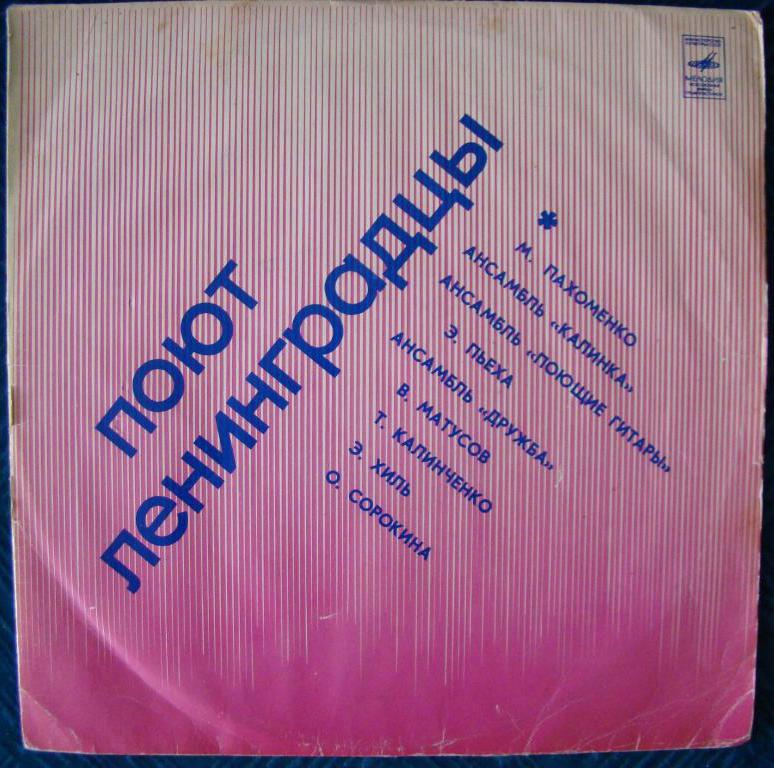 МЕЛОДИЯ
поют
ленинградцы
*
М. ПАХОМЕНКО
АНСАМБЛЬ «КАЛИНКА»
АНСАМБЛЬ «ПОЮЩИЕ ГИТАРЫ»
Э. ПЬЕХА
АНСАМБЛЬ «ДРУЖБА»
В. МАТУСОВ
Т. КАЛИНЧЕНКО
Э. ХИЛЬ
О. СОРОКИНА